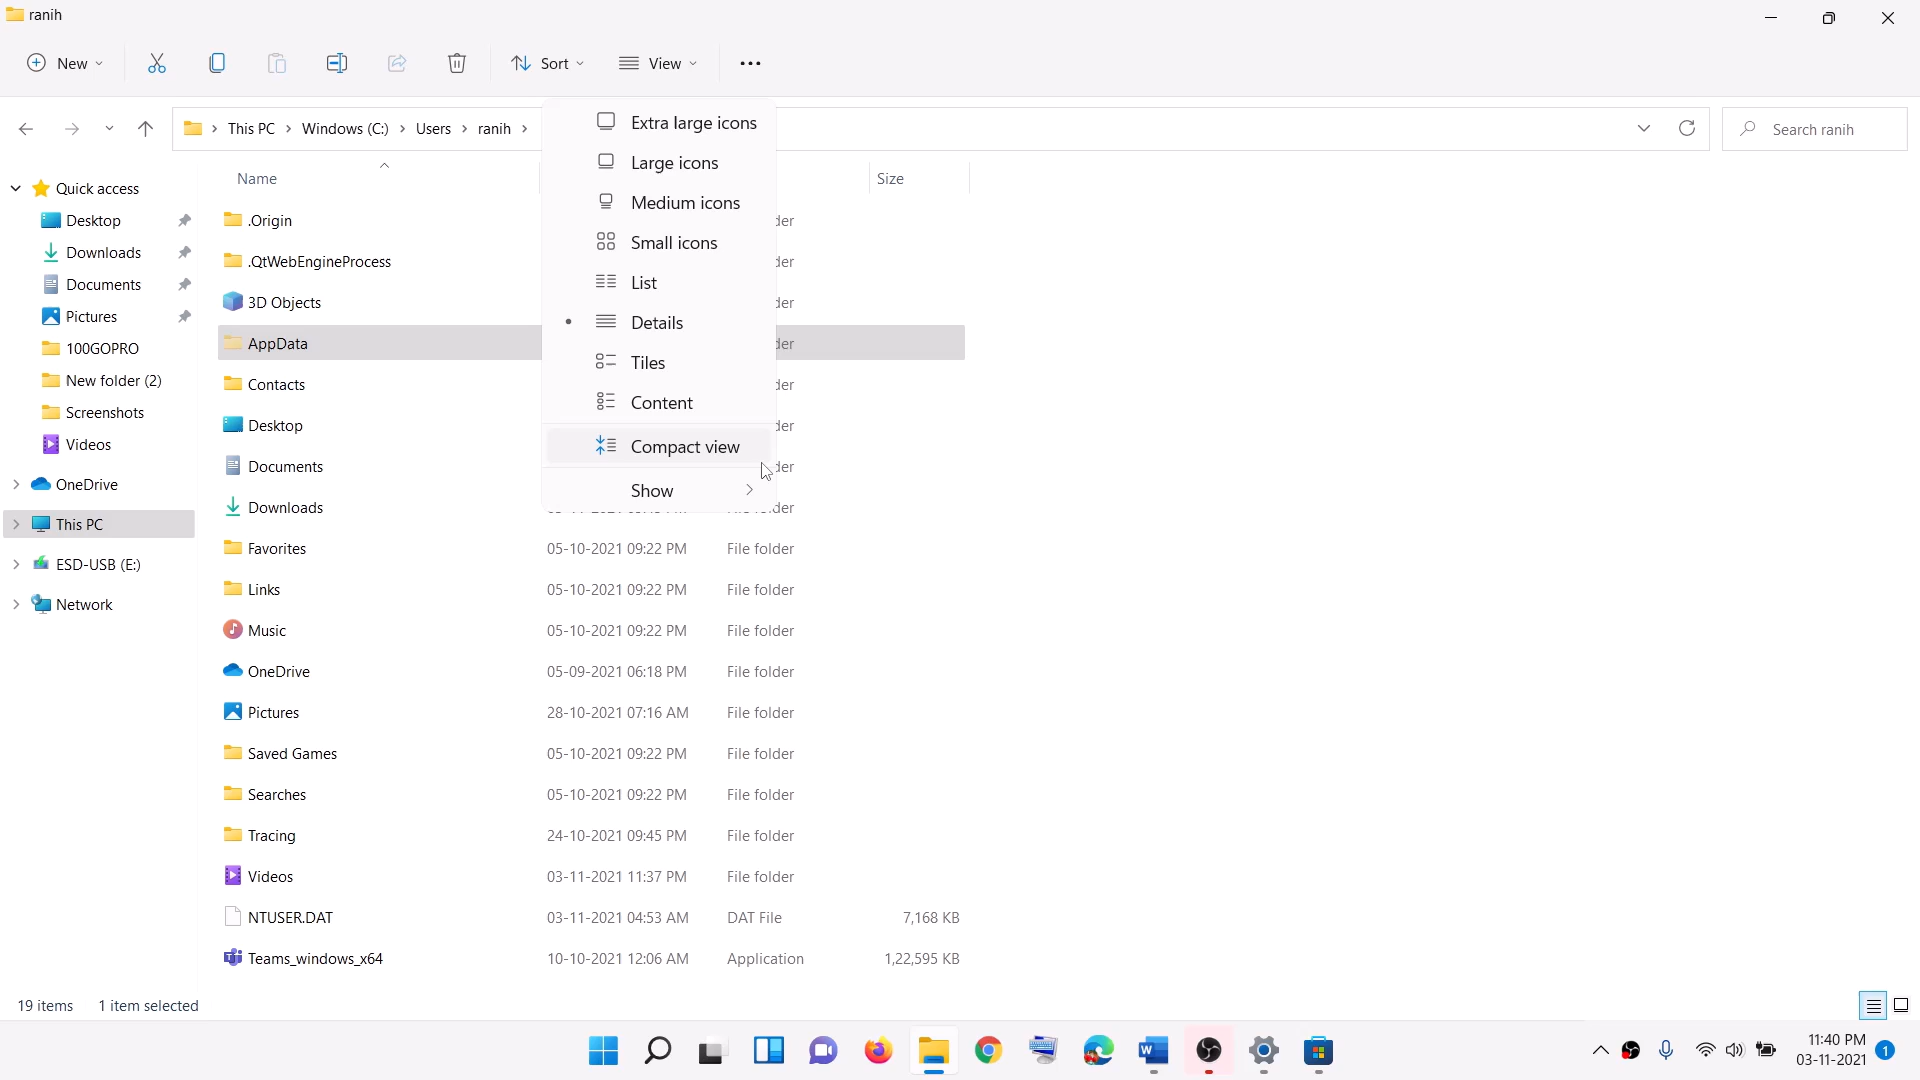 ranih
New
Sort
View
This PC
Windows (C:)
Users
ranih
Search ranih
Quick access
Desktop
Downloads
Documents
Pictures
100GOPRO
New folder (2)
Screenshots
Videos
OneDrive
This PC
ESD-USB (E:)
Network
Name
Size
.Origin
.QtWebEngineProcess
3D Objects
AppData
Contacts
Desktop
Documents
Downloads
Favorites 05-10-2021 09:22 PM File folder
Links 05-10-2021 09:22 PM File folder
Music 05-10-2021 09:22 PM File folder
OneDrive 05-09-2021 06:18 PM File folder
Pictures 28-10-2021 07:16 AM File folder
Saved Games 05-10-2021 09:22 PM File folder
Searches 05-10-2021 09:22 PM File folder
Tracing 24-10-2021 09:45 PM File folder
Videos 03-11-2021 11:37 PM File folder
NTUSER.DAT 03-11-2021 04:53 AM DAT File 7,168 KB
Teams_windows_x64 10-10-2021 12:06 AM Application 1,22,595 KB
Extra large icons
Large icons
Medium icons
Small icons
List
Details
Tiles
Content
Compact view
Show
19 items 1 item selected
11:40 PM
03-11-2021
1